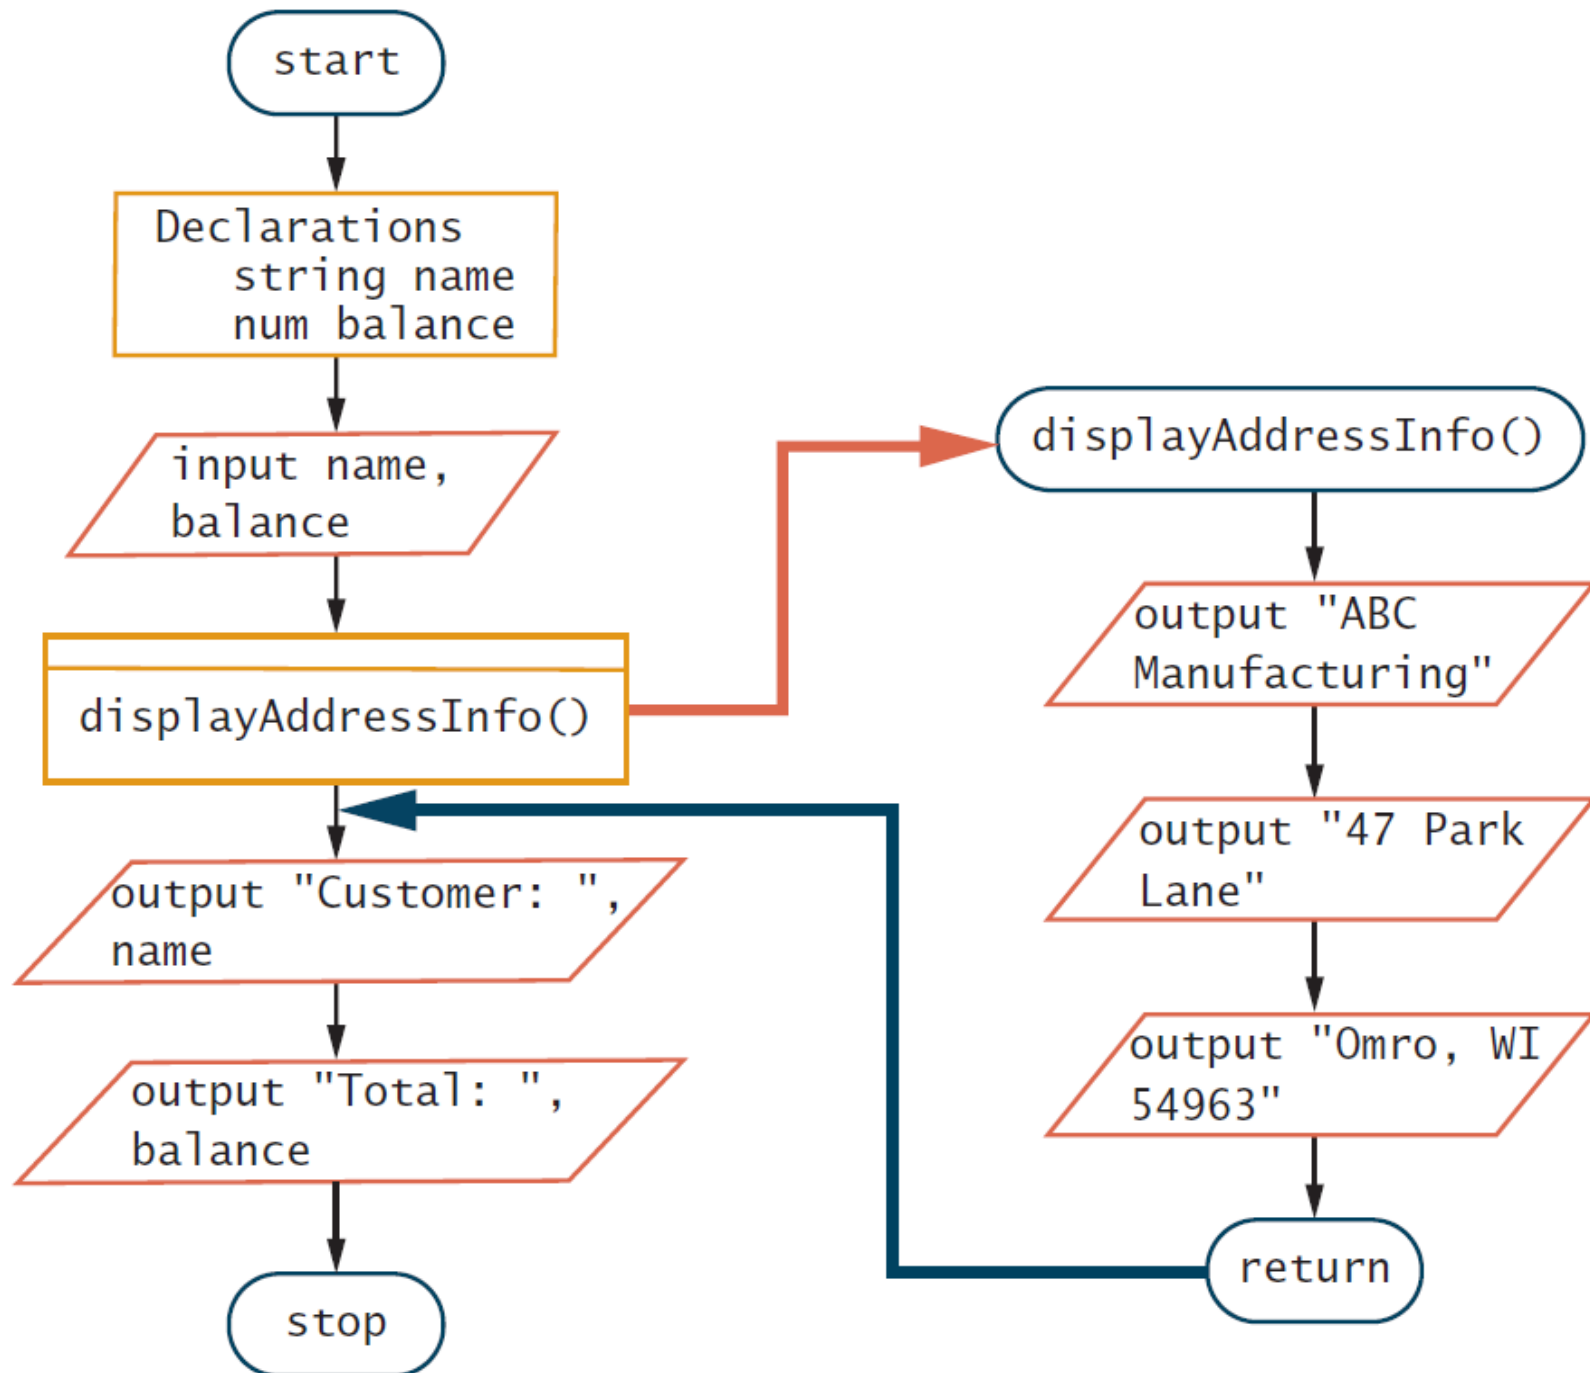 start
Declarations
string name
num balance
input name,
balance
displayAddressInfo()
output "Customer: ",
name
output "Total: ",
balance
stop
displayAddressInfo()
output "ABC
Manufacturing"
output "47 Park
Lane"
output "Omro, WI
54963"
return